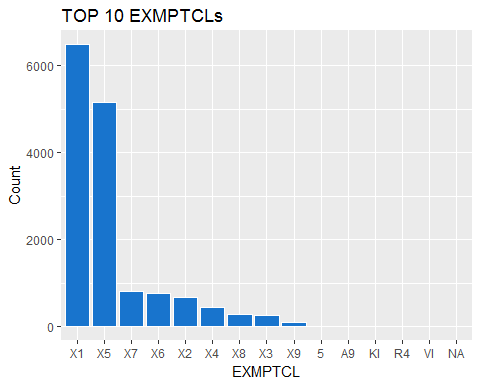 TOP 10 EXMPTCLs
Count
6000
4000
2000
0
X1 X5 X7 X6 X2 X4 X8 X3 X9 5 A9 KI R4 VI NA
EXMPTCL